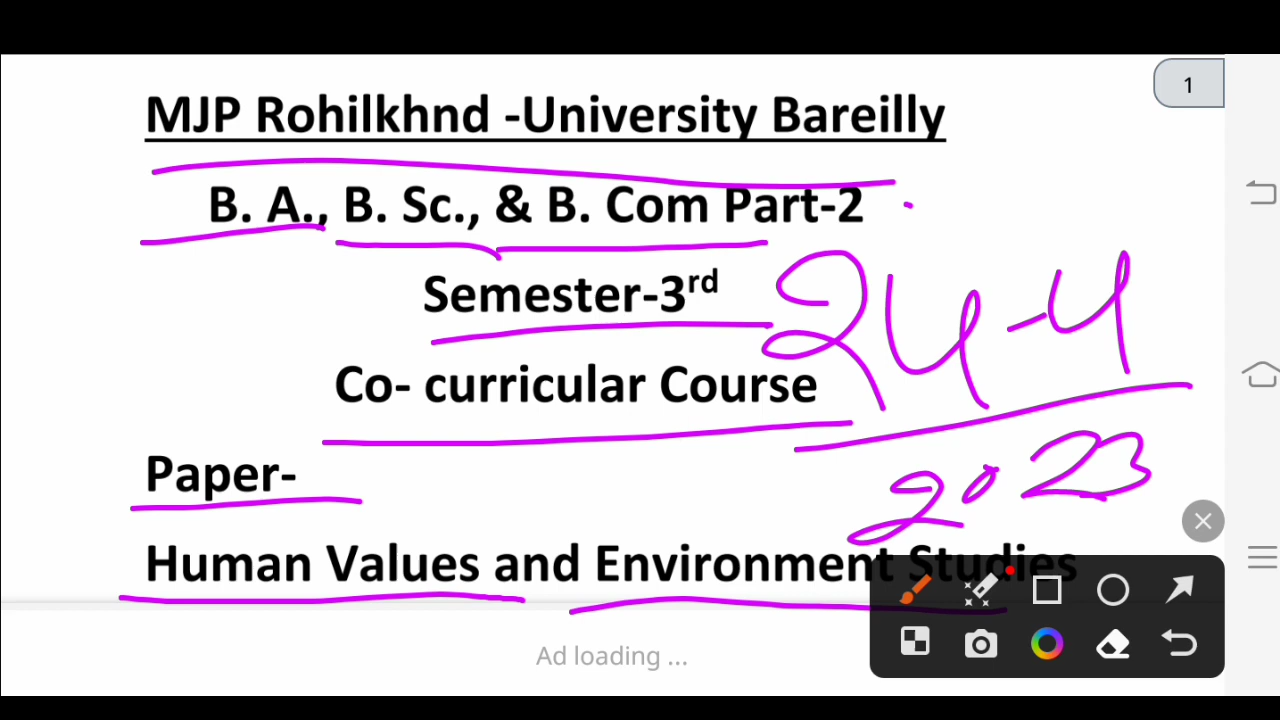 1
MJP Rohilkhnd -University Bareilly
B. A., B. Sc., & B. Com Part-2
Semester-3rd
24-4
Co- curricular Course
2023
Paper-
Human Values and Environment Studies
Ad loading ...